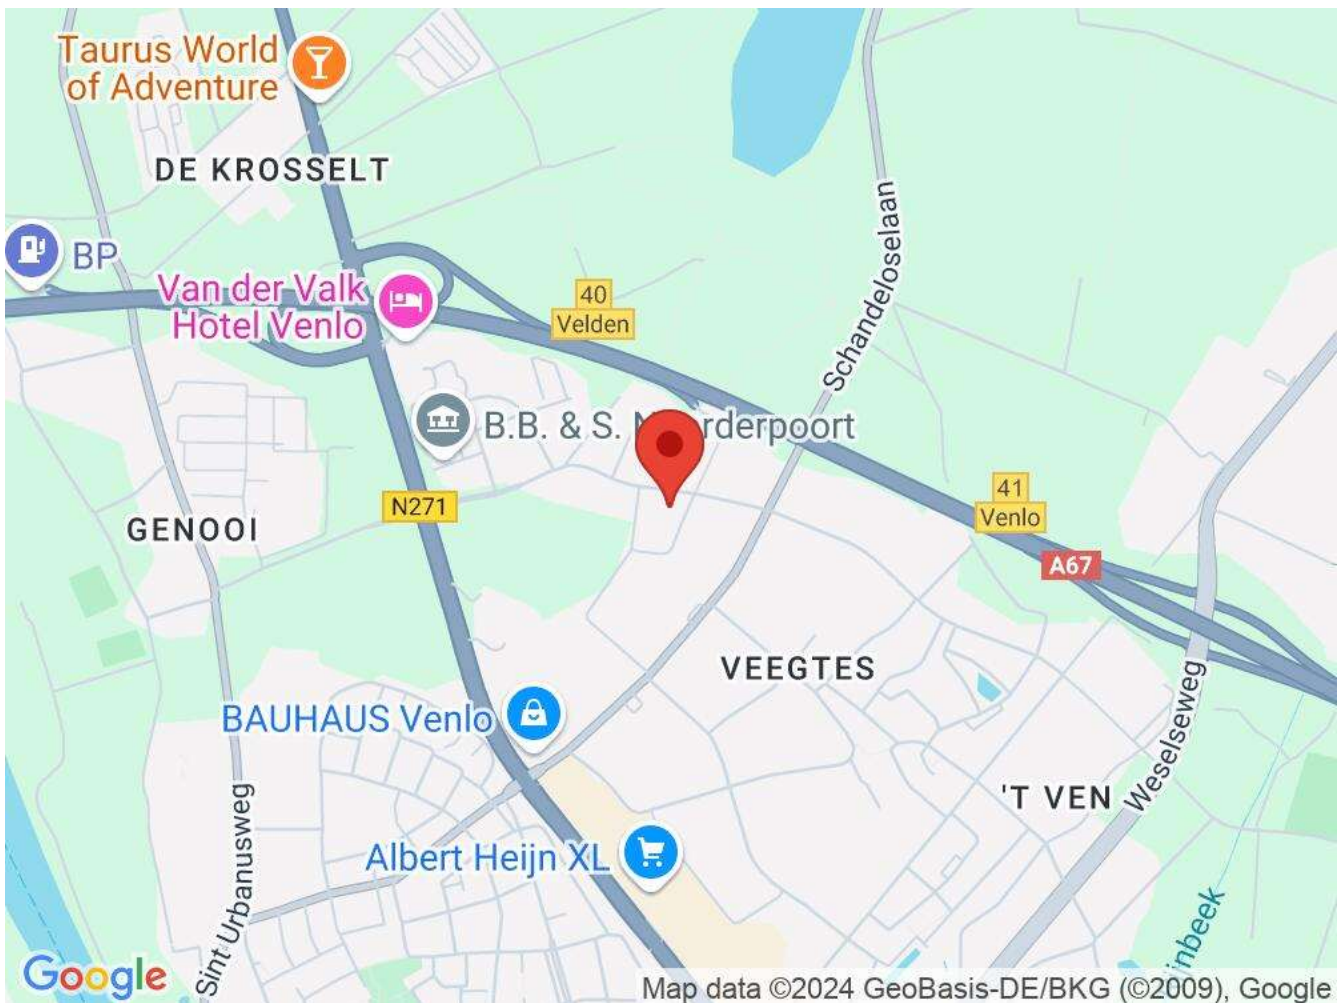 Taurus World
of Adventure
DE KROSSELT
BP
Van der Valk
Hotel Venlo
40
Velden
Schandeloselaan
B.B. & S. N rderpoort
N271
41
Venlo
GENOOI
A67
VEEGTES
BAUHAUS Venlo
Weselseweg
'T VEN
Albert Heijn XL
Sint Urbanusweg
ijnbeek
Google
Map data ©2024 GeoBasis-DE/BKG (©2009), Google